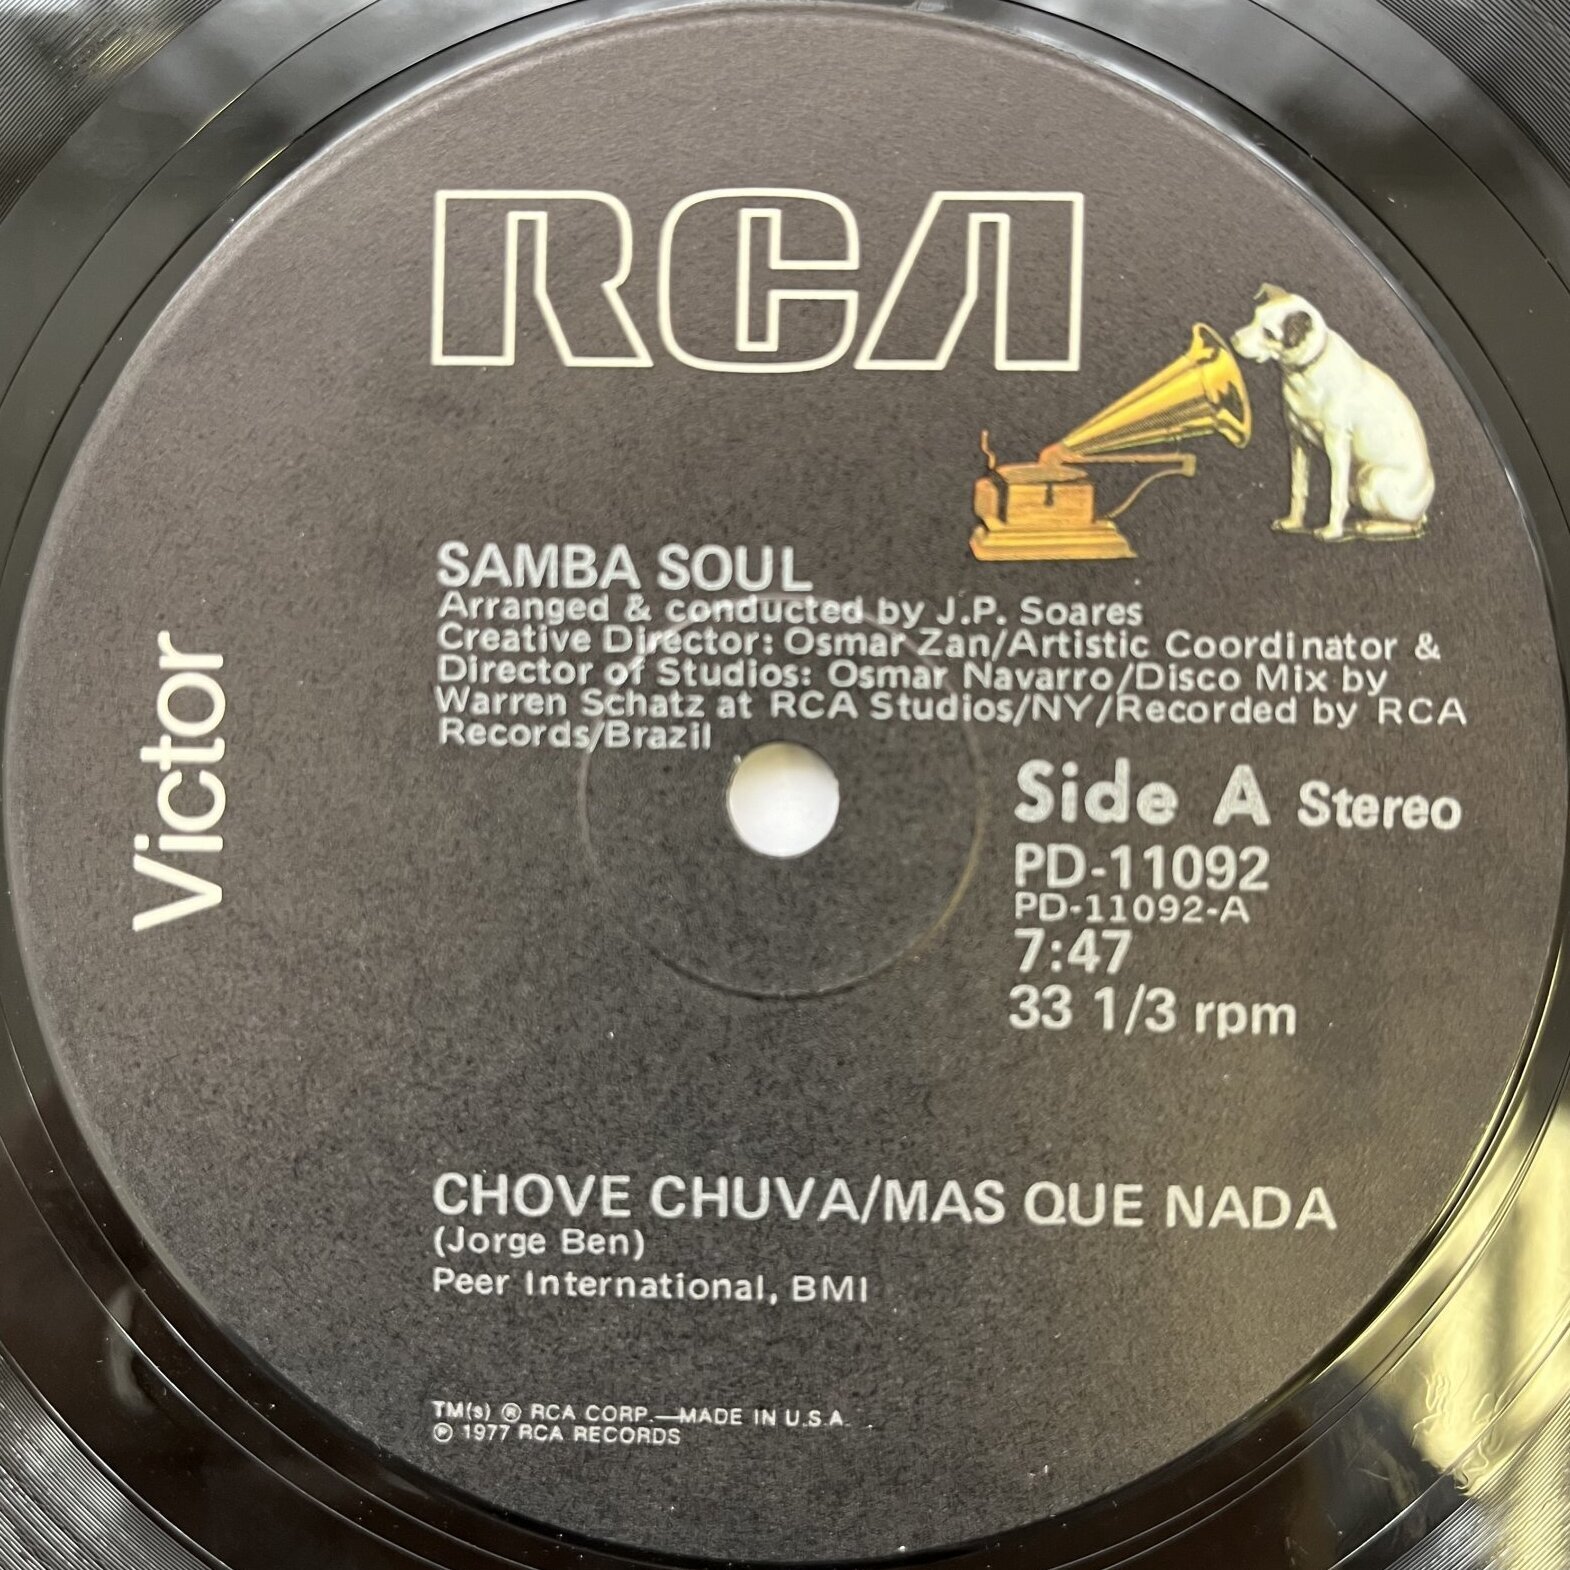 RCA
Victor
SAMBA SOUL
Arranged & conducted by J.P. Soares
Creative Director: Osmar Zan/Artistic Coordinator &
Director of Studios: Osmar Navarro/Disco Mix by
Warren Schatz at RCA Studios/NY/Recorded by RCA
Records/Brazil
Side A Stereo
PD-11092
PD-11092-A
7:47
33 1/3 rpm
CHOVE CHUVA/MAS QUE NADA
(Jorge Ben)
Peer International, BMI
TM(s) ® RCA CORP.—MADE IN U.S.A.
℗ 1977 RCA RECORDS